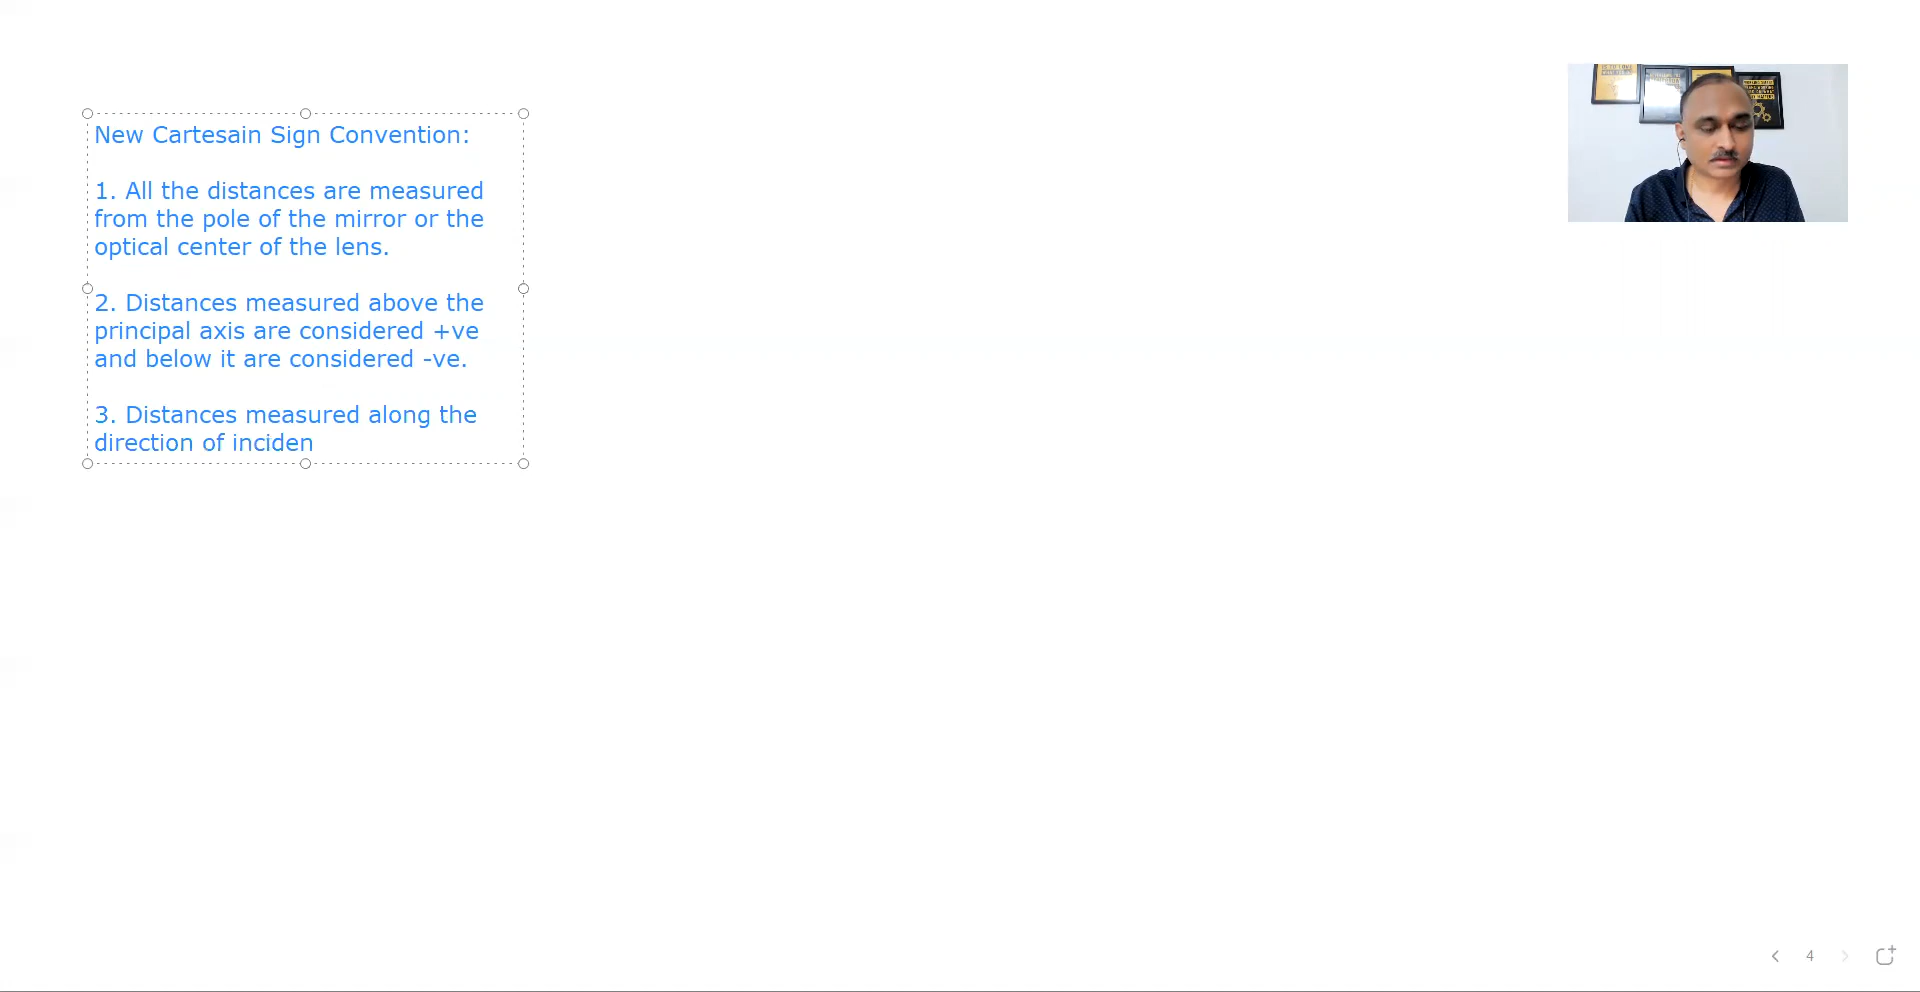 New Cartesain Sign Convention:
1. All the distances are measured
from the pole of the mirror or the
optical center of the lens.
2. Distances measured above the
principal axis are considered +ve
and below it are considered -ve.
3. Distances measured along the
direction of inciden
4